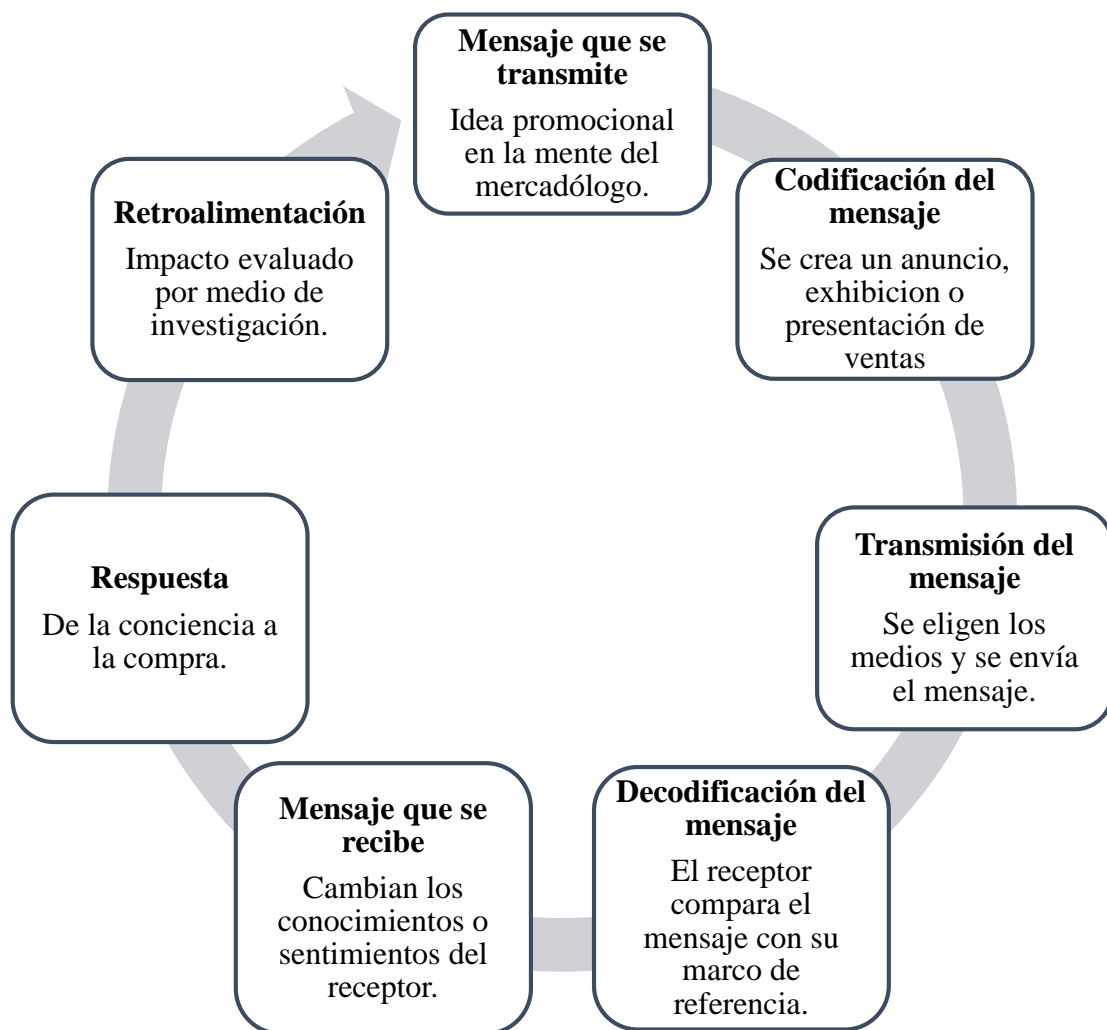 Mensaje que se
transmite
Idea promocional
en la mente del
mercadólogo.
Codificación del
mensaje
Se crea un anuncio,
exhibicion o
presentación de
ventas
Transmisión del
mensaje
Se eligen los
medios y se envía
el mensaje.
Decodificación del
mensaje
El receptor
compara el
mensaje con su
marco de
referencia.
Mensaje que se
recibe
Cambian los
conocimientos o
sentimientos del
receptor.
Respuesta
De la conciencia a
la compra.
Retroalimentación
Impacto evaluado
por medio de
investigación.